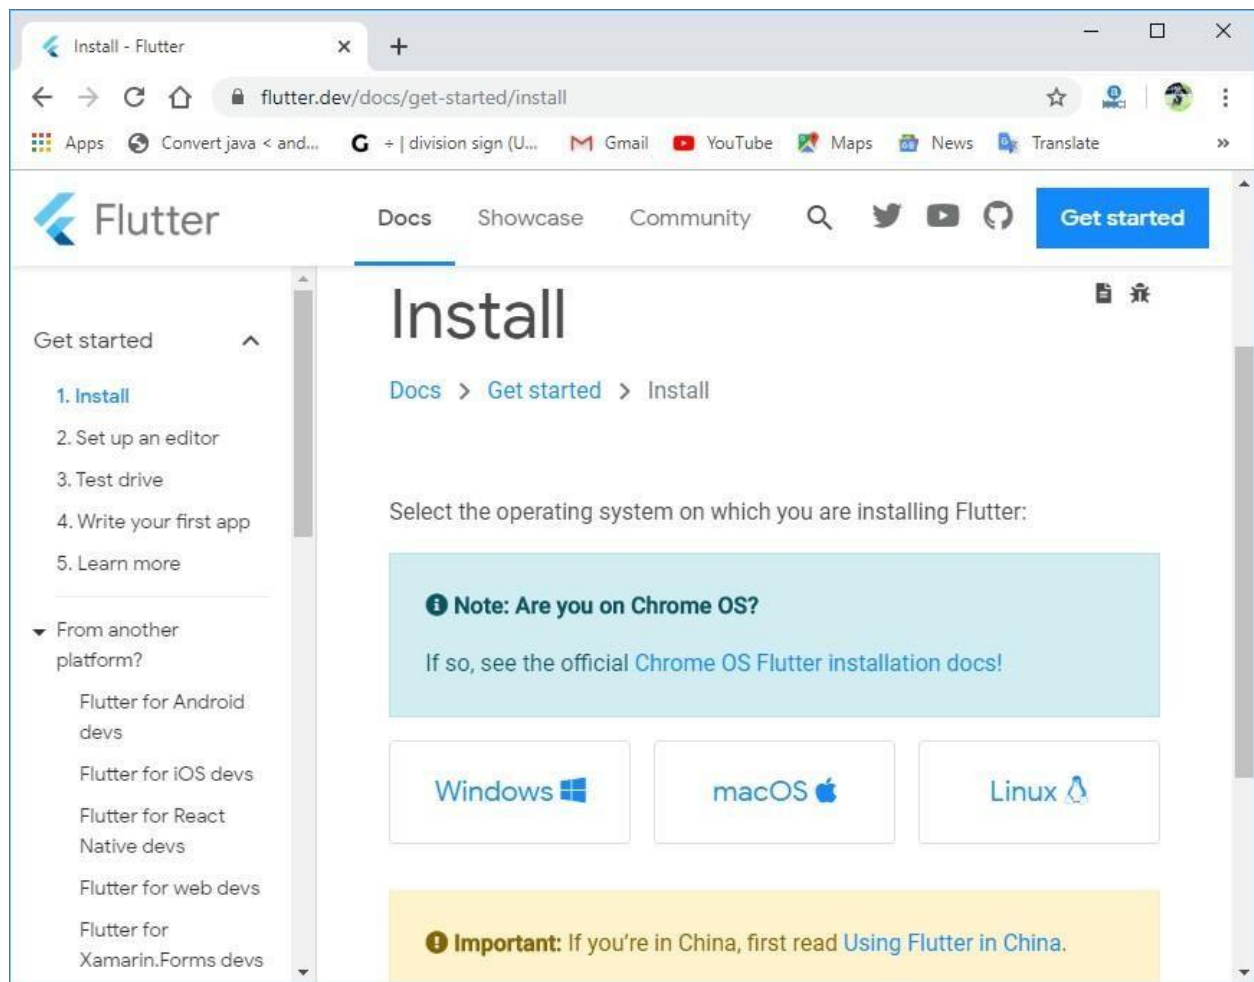 Install - Flutter
flutter.dev/docs/get-started/install
Apps Convert java < and... G ÷ | division sign (U... Gmail YouTube Maps News Translate »
Flutter Docs Showcase Community Get started
Get started
1. Install
2. Set up an editor
3. Test drive
4. Write your first app
5. Learn more
From another
platform?
Flutter for Android
devs
Flutter for iOS devs
Flutter for React
Native devs
Flutter for web devs
Flutter for
Xamarin.Forms devs
Install
Docs > Get started > Install
Select the operating system on which you are installing Flutter:
Note: Are you on Chrome OS?
If so, see the official Chrome OS Flutter installation docs!
Windows macOS Linux
Important: If you're in China, first read Using Flutter in China.